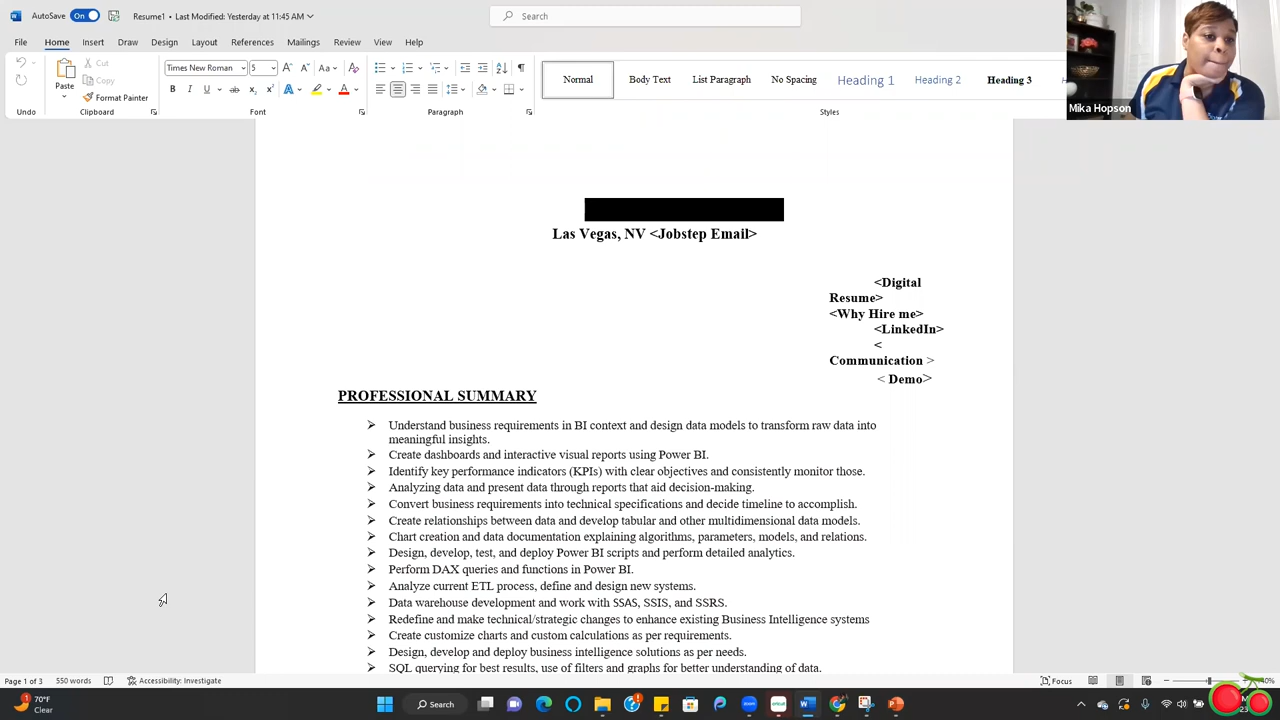 AutoSave On Resume1 • Last Modified: Yesterday at 11:45 AM Search
File Home Insert Draw Design Layout References Mailings Review View Help
Cut
Copy
Paste
Format Painter
Times New Roman 5
Normal Body Text List Paragraph No Spacing Heading 1 Heading 2 Heading 3
Undo Clipboard Font Paragraph Styles
Mika Hopson
Las Vegas, NV <Jobstep Email>
<Digital
Resume>
<Why Hire me>
<LinkedIn>
<
Communication >
< Demo>
PROFESSIONAL SUMMARY
➢ Understand business requirements in BI context and design data models to transform raw data into
meaningful insights.
➢ Create dashboards and interactive visual reports using Power BI.
➢ Identify key performance indicators (KPIs) with clear objectives and consistently monitor those.
➢ Analyzing data and present data through reports that aid decision-making.
➢ Convert business requirements into technical specifications and decide timeline to accomplish.
➢ Create relationships between data and develop tabular and other multidimensional data models.
➢ Chart creation and data documentation explaining algorithms, parameters, models, and relations.
➢ Design, develop, test, and deploy Power BI scripts and perform detailed analytics.
➢ Perform DAX queries and functions in Power BI.
➢ Analyze current ETL process, define and design new systems.
➢ Data warehouse development and work with SSAS, SSIS, and SSRS.
➢ Redefine and make technical/strategic changes to enhance existing Business Intelligence systems
➢ Create customize charts and custom calculations as per requirements.
➢ Design, develop and deploy business intelligence solutions as per needs.
➢ SQL querying for best results, use of filters and graphs for better understanding of data.
Page 1 of 3 550 words Accessibility: Investigate Focus
70°F
Clear
Search
zoom
cricut